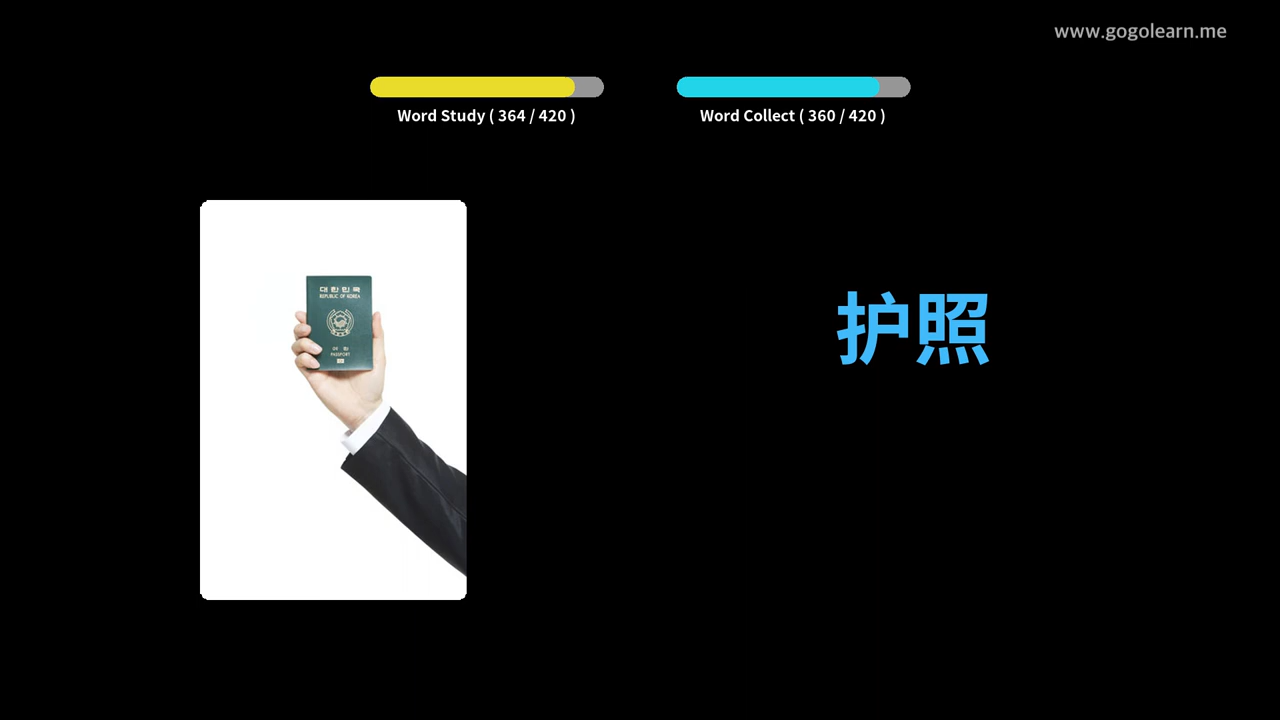 www.gogolearn.me
Word Study ( 364 / 420 )
Word Collect ( 360 / 420 )
대한민국
REPUBLIC OF KOREA
PASSPORT
护照